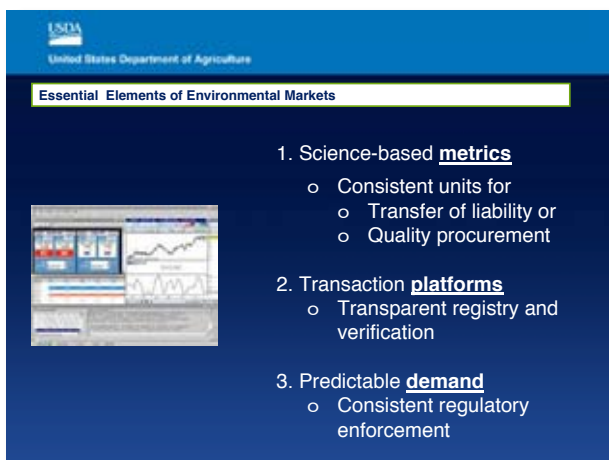 USDA
United States Department of Agriculture
Essential Elements of Environmental Markets
1. Science-based metrics
o Consistent units for
o Transfer of liability or
o Quality procurement
2. Transaction platforms
o Transparent registry and
verification
3. Predictable demand
o Consistent regulatory
enforcement